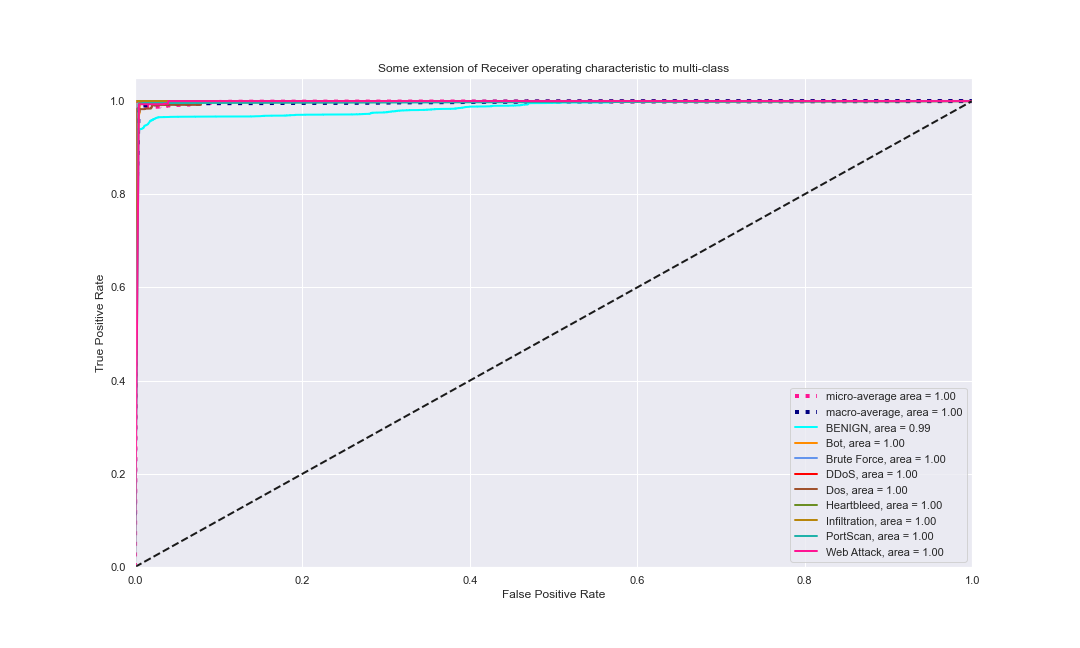 Some extension of Receiver operating characteristic to multi-class
1.0
0.8
0.6
0.4
0.2
0.0
True Positive Rate
micro-average area = 1.00
macro-average, area = 1.00
BENIGN, area = 0.99
Bot, area = 1.00
Brute Force, area = 1.00
DDoS, area = 1.00
Dos, area = 1.00
Heartbleed, area = 1.00
Infiltration, area = 1.00
PortScan, area = 1.00
Web Attack, area = 1.00
0.0 0.2 0.4 0.6 0.8 1.0
False Positive Rate